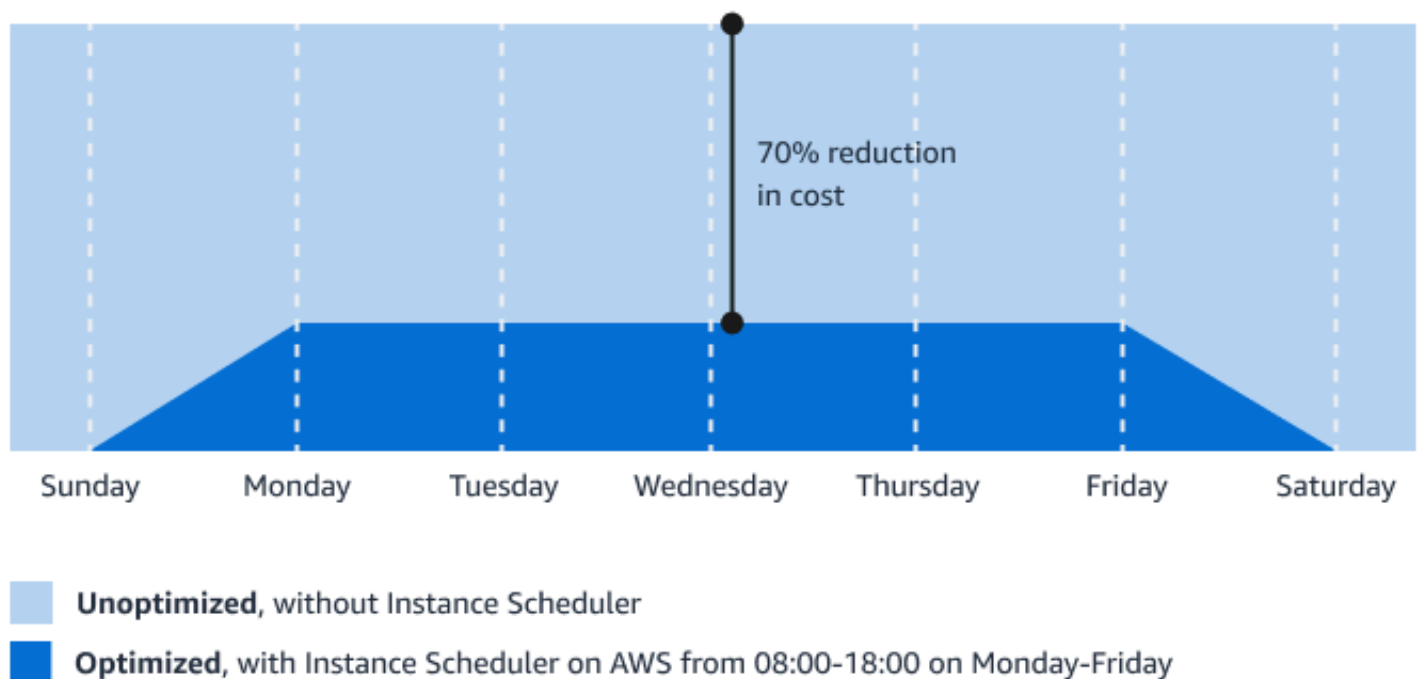 70% reduction
in cost
Sunday Monday Tuesday Wednesday Thursday Friday Saturday
Unoptimized, without Instance Scheduler
Optimized, with Instance Scheduler on AWS from 08:00-18:00 on Monday-Friday